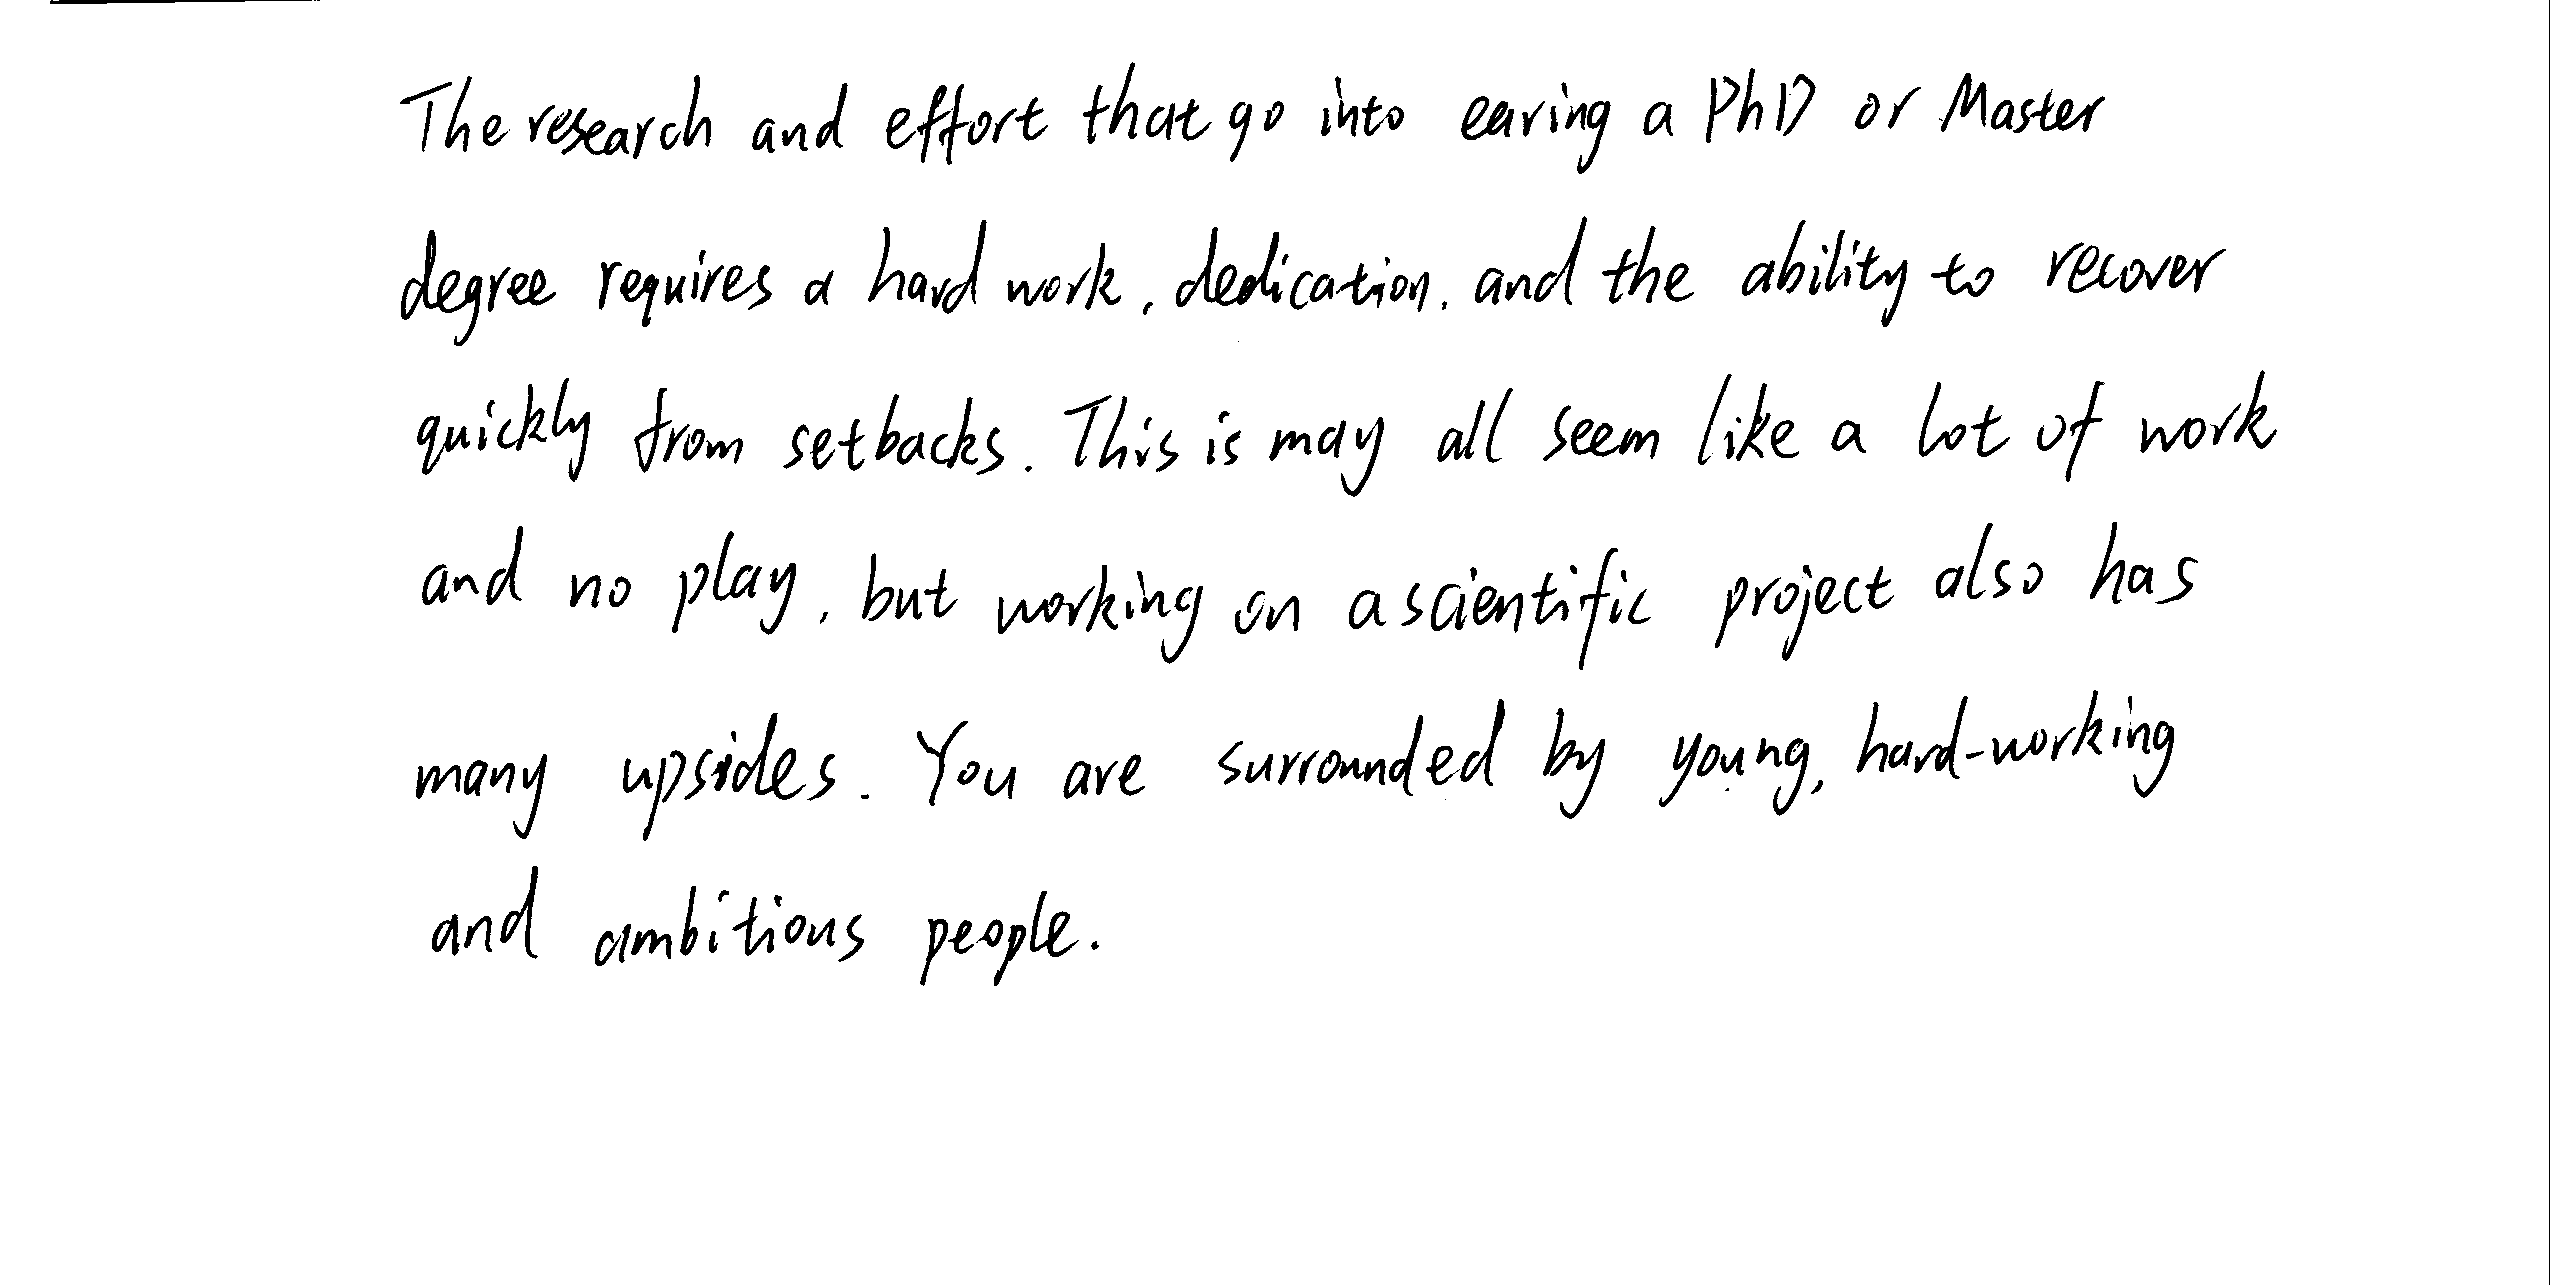 The research and effort that go into earing a PhD or Master
degree requires a hard work, dedication, and the ability to recover
quickly from setbacks. This is may all seem like a lot of work
and no play, but working on a scientific project also has
many upsides. You are surrounded by young, hard-working
and ambitious people.